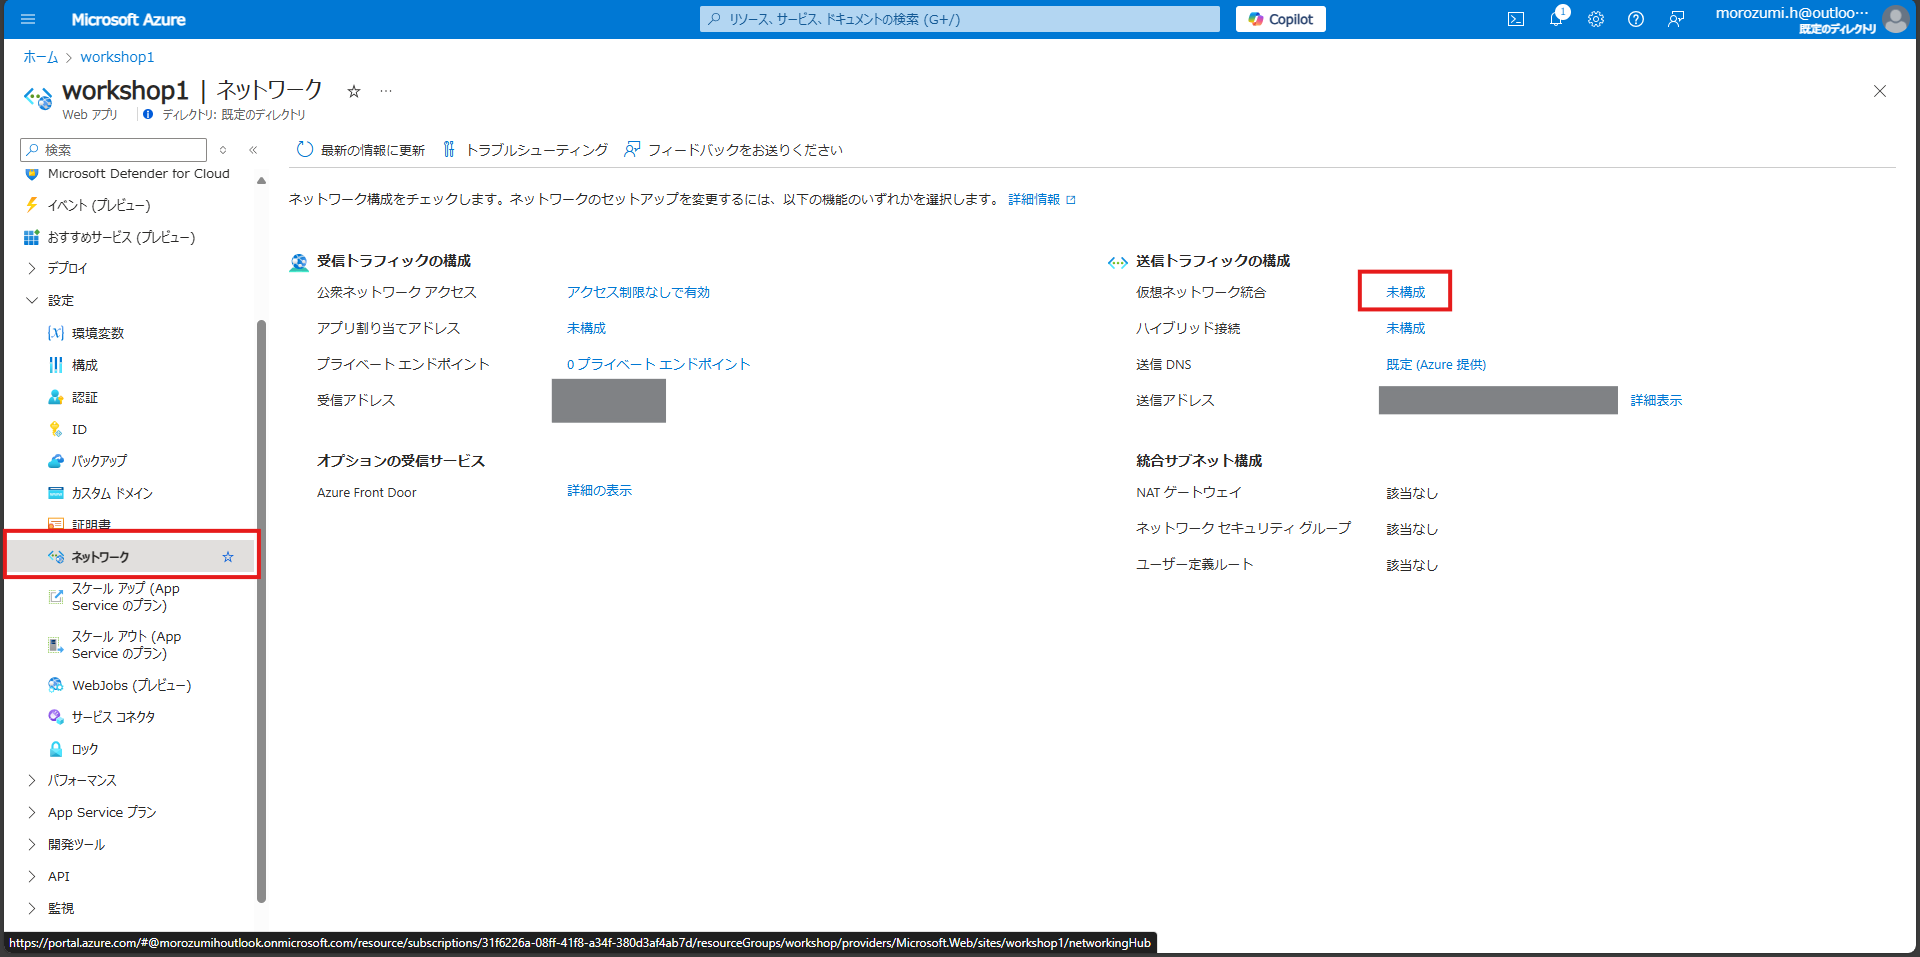 Microsoft Azure
リソース、サービス、ドキュメントの検索 (G+/)
Copilot
1
morozumi.h@outloo…
既定のディレクトリ
ホーム > workshop1
workshop1 | ネットワーク
Web アプリ
ディレクトリ: 既定のディレクトリ
検索
最新の情報に更新
トラブルシューティング
フィードバックをお送りください
Microsoft Defender for Cloud
イベント (プレビュー)
おすすめサービス (プレビュー)
デプロイ
設定
環境変数
構成
認証
ID
バックアップ
カスタム ドメイン
証明書
ネットワーク
スケール アップ (App
Service のプラン)
スケール アウト (App
Service のプラン)
WebJobs (プレビュー)
サービス コネクタ
ロック
パフォーマンス
App Service プラン
開発ツール
API
監視
ネットワーク構成をチェックします。ネットワークのセットアップを変更するには、以下の機能のいずれかを選択します。 詳細情報
受信トラフィックの構成
公衆ネットワーク アクセス アクセス制限なしで有効
アプリ割り当てアドレス 未構成
プライベート エンドポイント 0 プライベート エンドポイント
受信アドレス
オプションの受信サービス
Azure Front Door 詳細の表示
送信トラフィックの構成
仮想ネットワーク統合 未構成
ハイブリッド接続 未構成
送信 DNS 既定 (Azure 提供)
送信アドレス 詳細表示
統合サブネット構成
NAT ゲートウェイ 該当なし
ネットワーク セキュリティ グループ 該当なし
ユーザー定義ルート 該当なし
https://portal.azure.com/#@morozumihoutlook.onmicrosoft.com/resource/subscriptions/31f6226a-08ff-41f8-a34f-380d3af4ab7d/resourceGroups/workshop/providers/Microsoft.Web/sites/workshop1/networkingHub